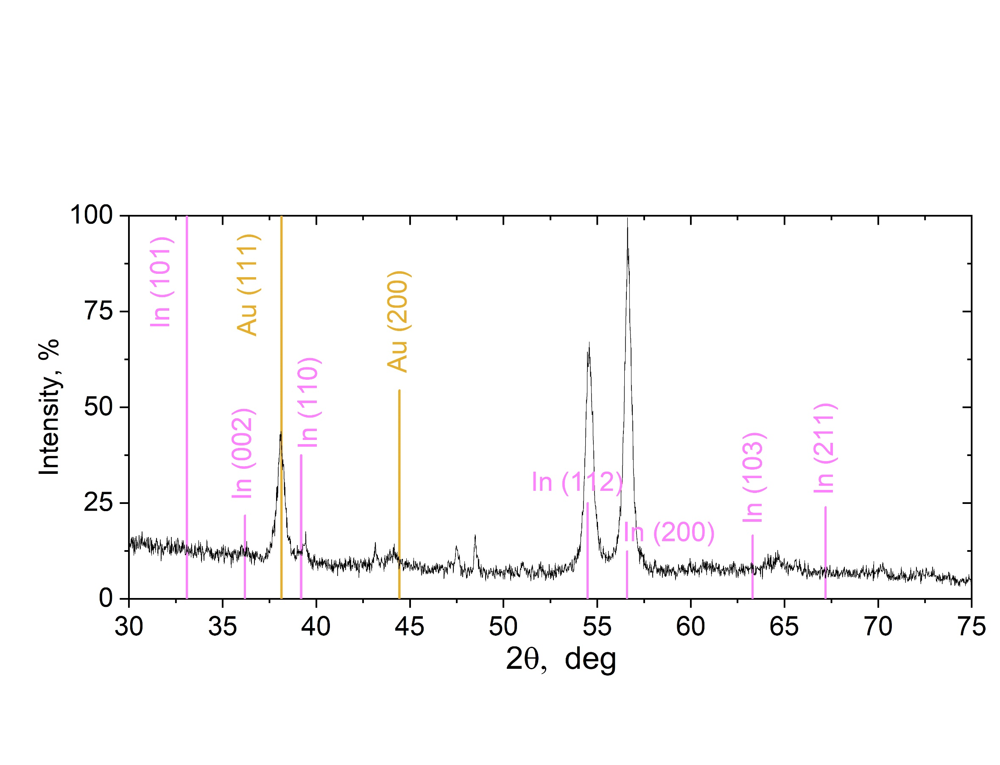 100
75
50
25
0
Intensity, %
In (101)
In (002)
Au (111)
In (110)
Au (200)
In (112)
In (200)
In (103)
In (211)
30 35 40 45 50 55 60 65 70 75
2θ, deg